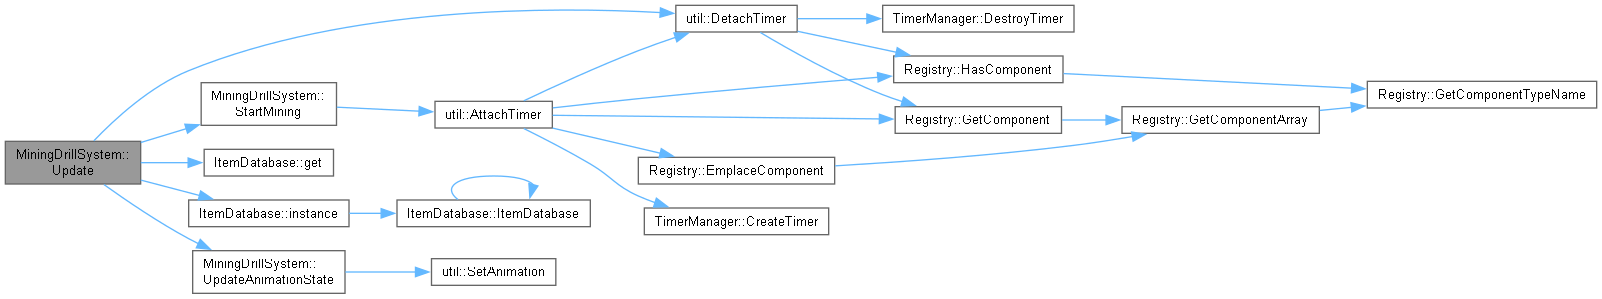 util::DetachTimer
TimerManager::DestroyTimer
Registry::HasComponent
MiningDrillSystem::
StartMining
Registry::GetComponentTypeName
util::AttachTimer
Registry::GetComponent
Registry::GetComponentArray
MiningDrillSystem::
Update
ItemDatabase::get
Registry::EmplaceComponent
ItemDatabase::instance
ItemDatabase::ItemDatabase
TimerManager::CreateTimer
MiningDrillSystem::
UpdateAnimationState
util::SetAnimation